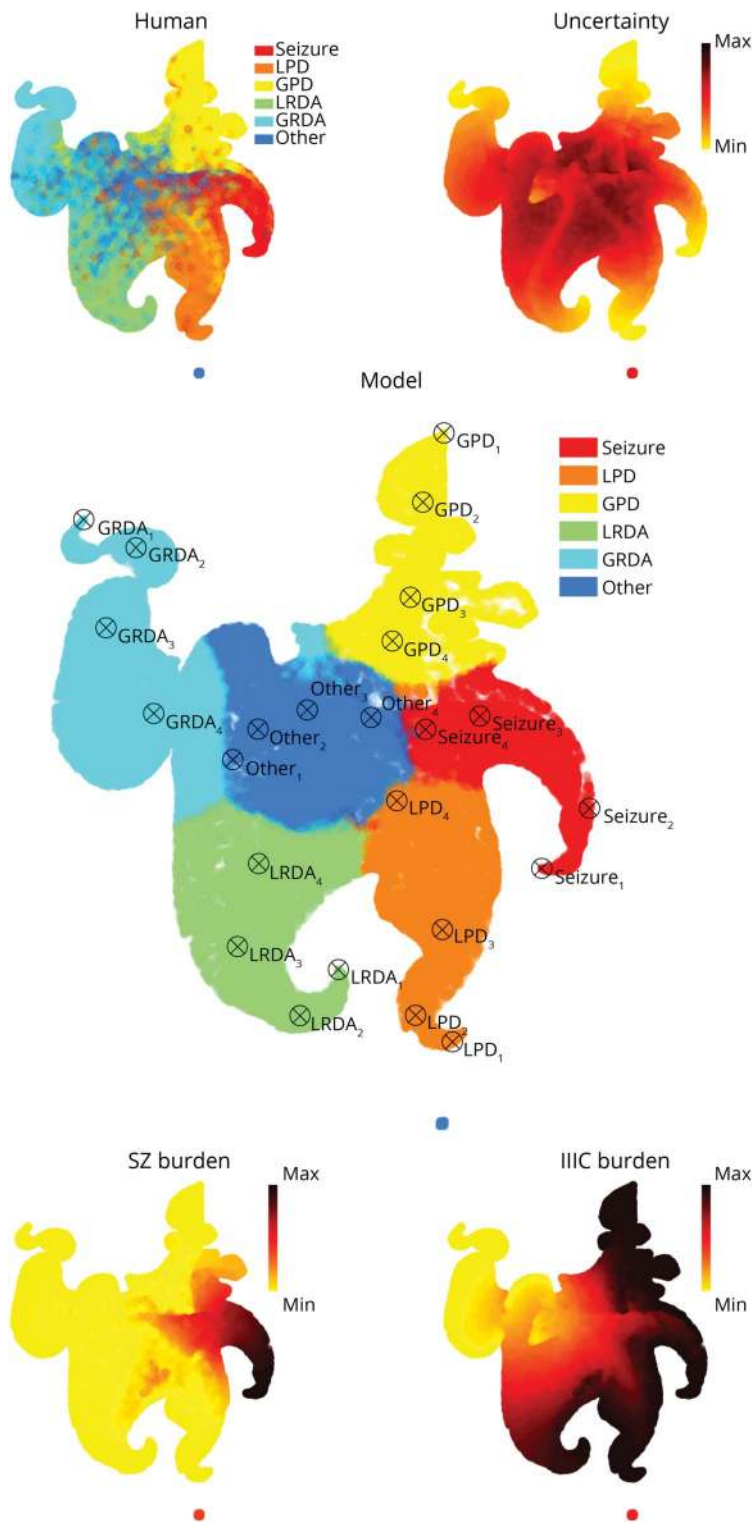 Human
Seizure
LPD
GPD
LRDA
GRDA
Other
Uncertainty
Max
Min
Model
GPD₁
GPD₂
GPD₃
GPD₄
Seizure
LPD
GPD
LRDA
GRDA
Other
GRDA₁
GRDA₂
GRDA₃
GRDA₄
Other₃
Other₄
Other₂
Other₁
Seizure₃
Seizure₄
Seizure₂
Seizure₁
LPD₄
LRDA₄
LPD₃
LRDA₃
LRDA₁
LRDA₂
LPD₂
LPD₁
SZ burden
Max
Min
IIIC burden
Max
Min